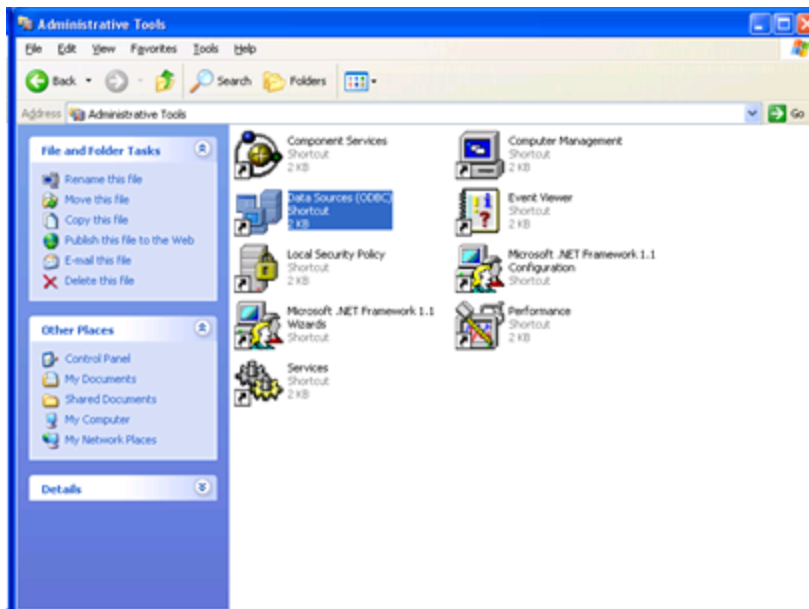 Administrative Tools
File Edit View Favorites Tools Help
Back Search Folders
Address Administrative Tools Go
File and Folder Tasks
Rename this file
Move this file
Copy this file
Publish this file to the Web
E-mail this file
Delete this file
Other Places
Control Panel
My Documents
Shared Documents
My Computer
My Network Places
Details
Component Services
Shortcut
2 KB
Computer Management
Shortcut
2 KB
Data Sources (ODBC)
Shortcut
2 KB
Event Viewer
Shortcut
2 KB
Local Security Policy
Shortcut
2 KB
Microsoft .NET Framework 1.1
Configuration
Shortcut
Microsoft .NET Framework 1.1
Wizards
Shortcut
Performance
Shortcut
2 KB
Services
Shortcut
2 KB